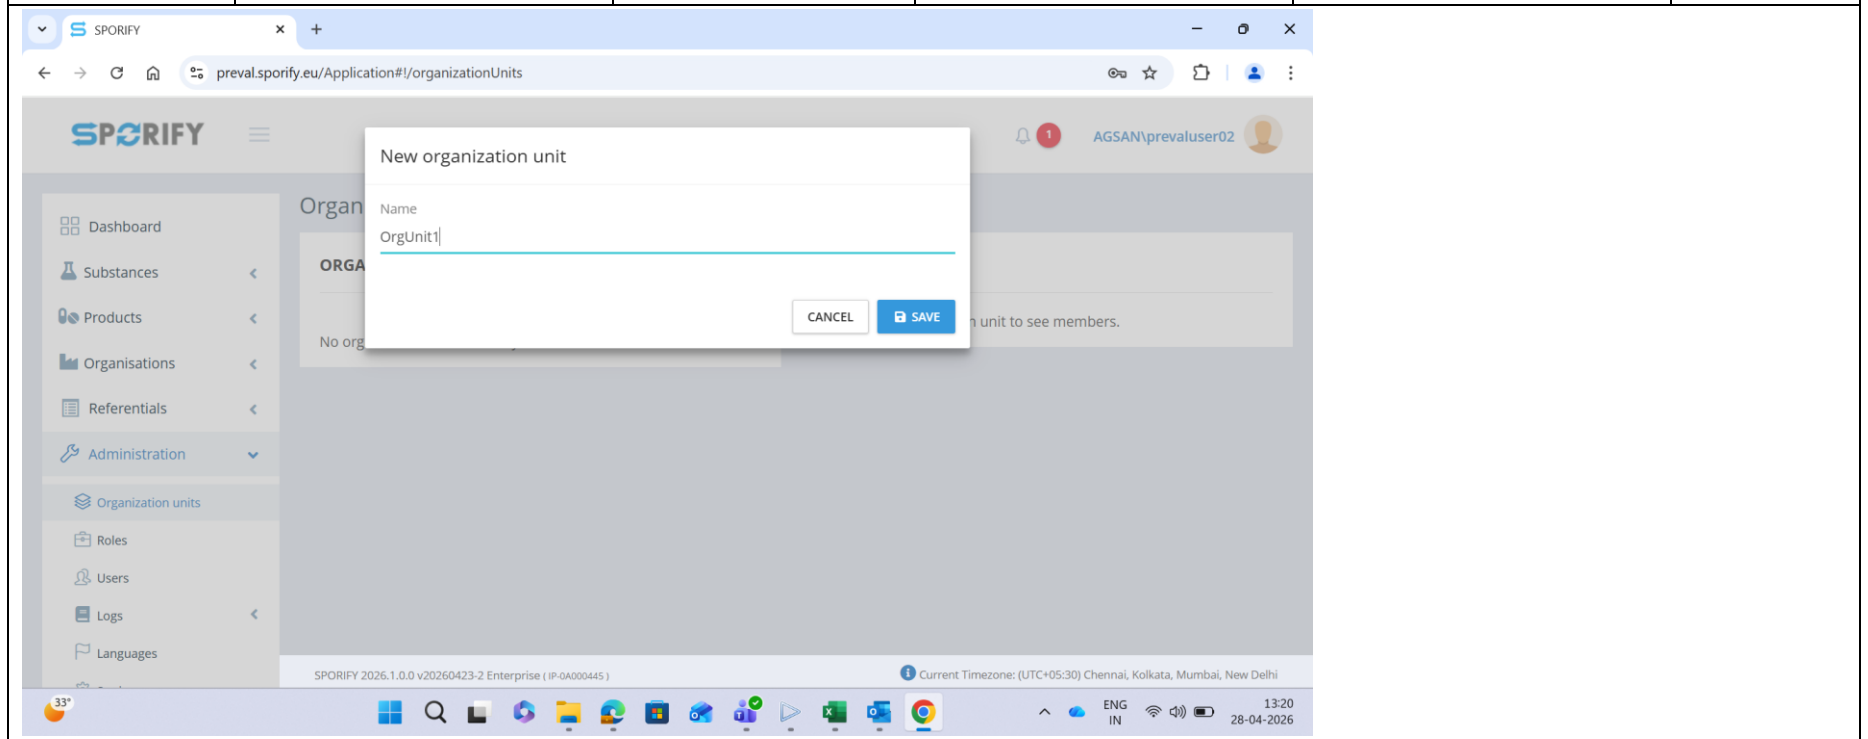 SPORIFY
preval.sporify.eu/Application#!/organizationUnits
SPORIFY
1
AGSAN\prevaluser02
New organization unit
Name
OrgUnit1
CANCEL
SAVE
Organ
ORGA
No org
unit to see members.
Dashboard
Substances
Products
Organisations
Referentials
Administration
Organization units
Roles
Users
Logs
Languages
SPORIFY 2026.1.0.0 v20260423-2 Enterprise ( IP-0A000445 )
Current Timezone: (UTC+05:30) Chennai, Kolkata, Mumbai, New Delhi
33°
ENG
IN
13:20
28-04-2026